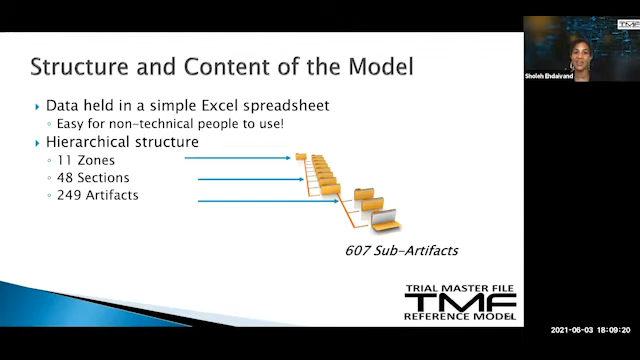 Structure and Content of the Model
Data held in a simple Excel spreadsheet
Easy for non-technical people to use!
Hierarchical structure
11 Zones
48 Sections
249 Artifacts
607 Sub-Artifacts
TRIAL MASTER FILE
TMF
REFERENCE MODEL
TMF
Sholeh Ehdaivand
2021-06-03 18:09:20